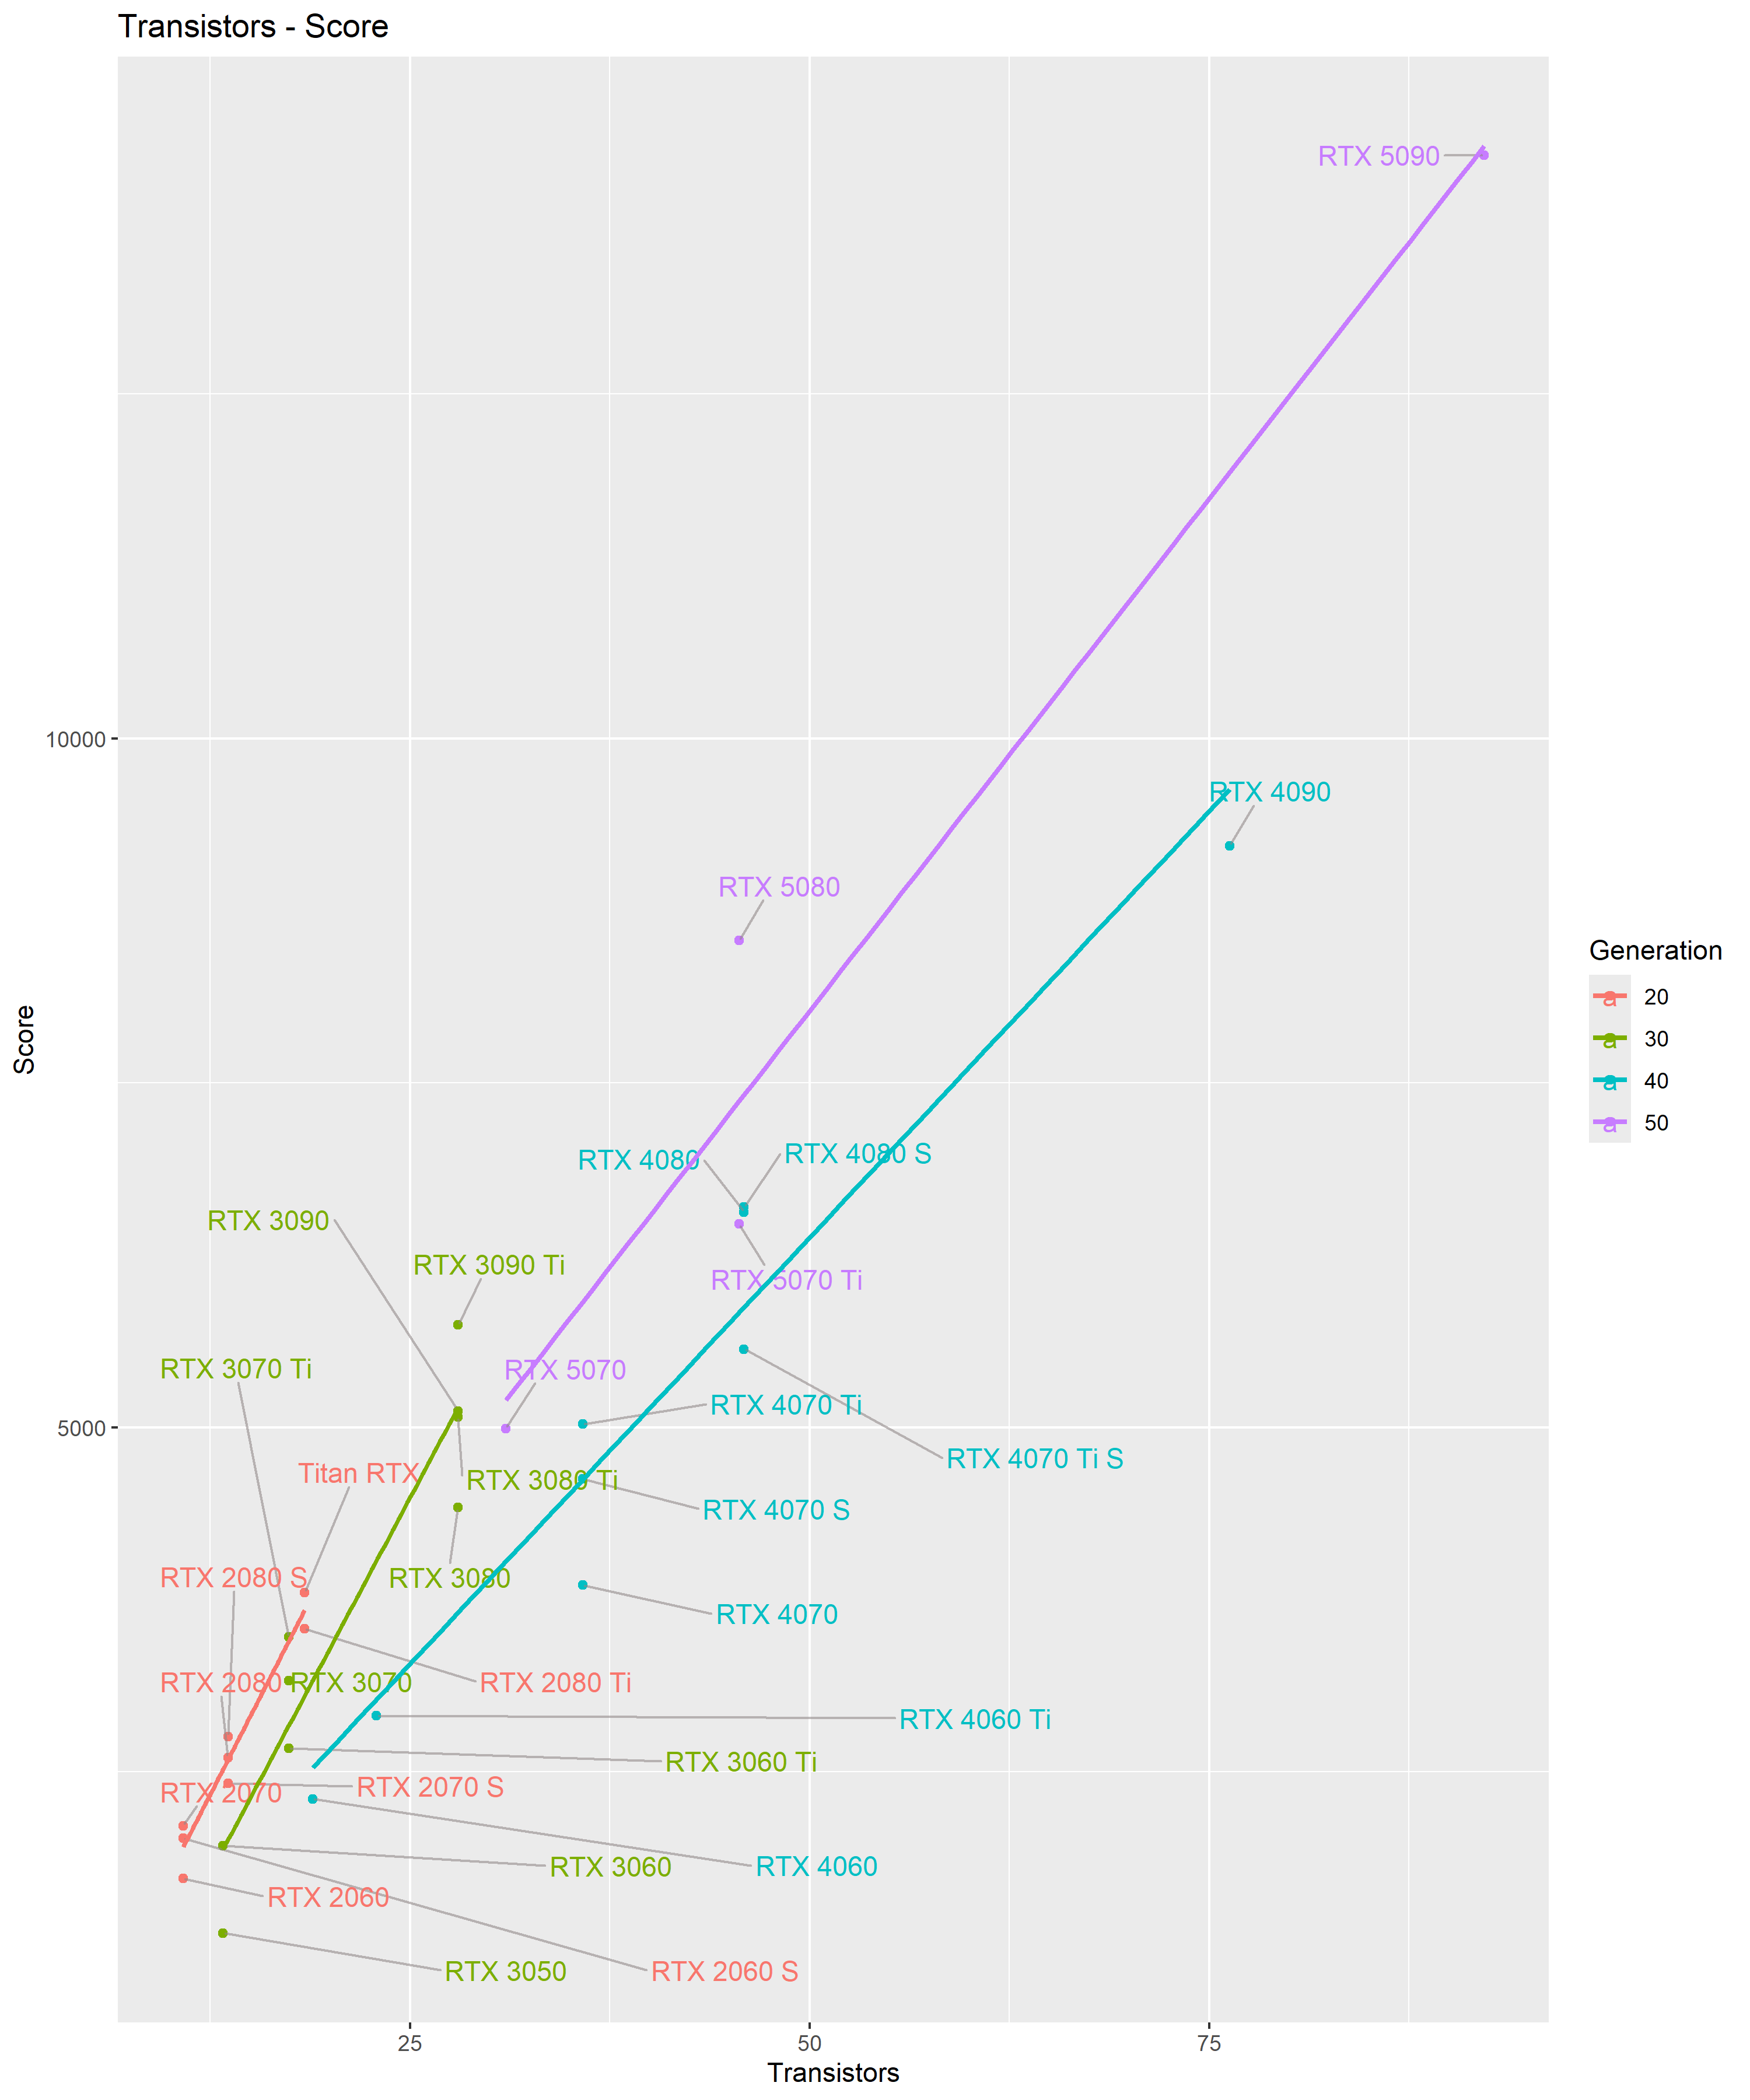 Transistors - Score
RTX 5090
10000
RTX 4090
RTX 5080
Generation
a 20
a 30
a 40
a 50
Score
RTX 4080
RTX 4080 S
RTX 3090
RTX 3090 Ti
RTX 5070 Ti
RTX 3070 Ti
RTX 5070
RTX 4070 Ti
5000
RTX 4070 Ti S
Titan RTX
RTX 3080 Ti
RTX 4070 S
RTX 2080 S
RTX 3080
RTX 4070
RTX 2080
RTX 3070
RTX 2080 Ti
RTX 4060 Ti
RTX 3060 Ti
RTX 2070
RTX 2070 S
RTX 3060
RTX 4060
RTX 2060
RTX 3050
RTX 2060 S
25
50
75
Transistors